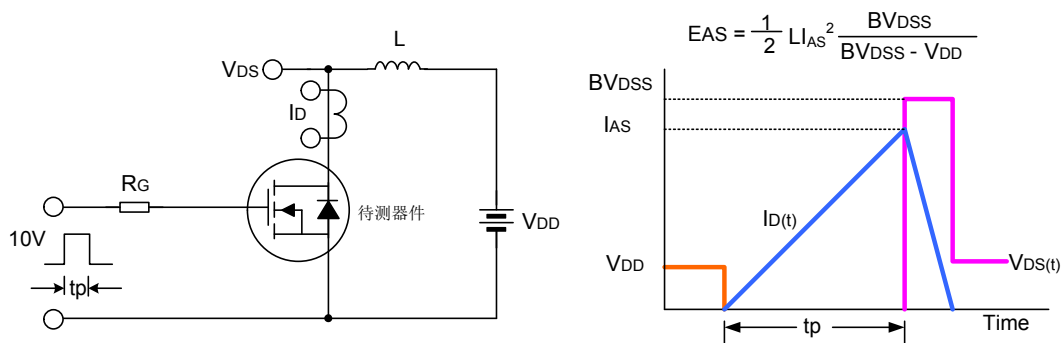 L
VDS
ID
RG
待测器件
VDD
10V
tp
EAS = 1/2 LIAS² BVDSS / BVDSS - VDD
BVDSS
IAS
ID(t)
VDD
VDS(t)
tp
Time